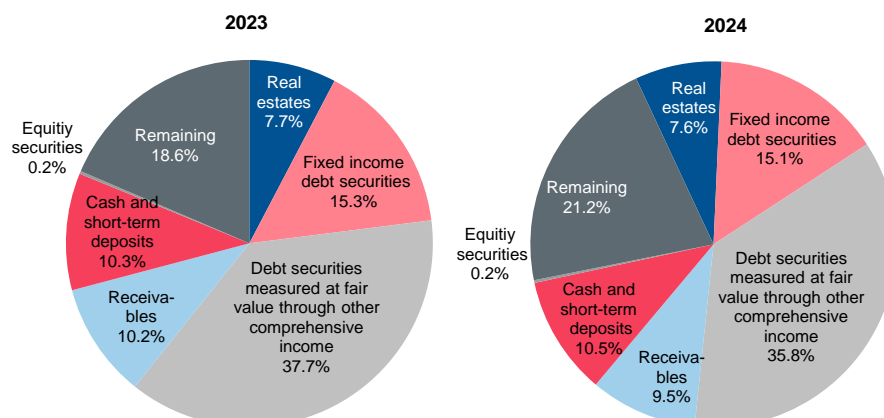 2023
Real
estates
7.7%
Fixed income
debt securities
15.3%
Debt securities
measured at fair
value through other
comprehensive
income
37.7%
Receiva-
bles
10.2%
Cash and
short-term
deposits
10.3%
Equitiy
securities
0.2%
Remaining
18.6%
2024
Real
estates
7.6%
Fixed income
debt securities
15.1%
Debt securities
measured at fair
value through other
comprehensive
income
35.8%
Receiva-
bles
9.5%
Cash and
short-term
deposits
10.5%
Equitiy
securities
0.2%
Remaining
21.2%